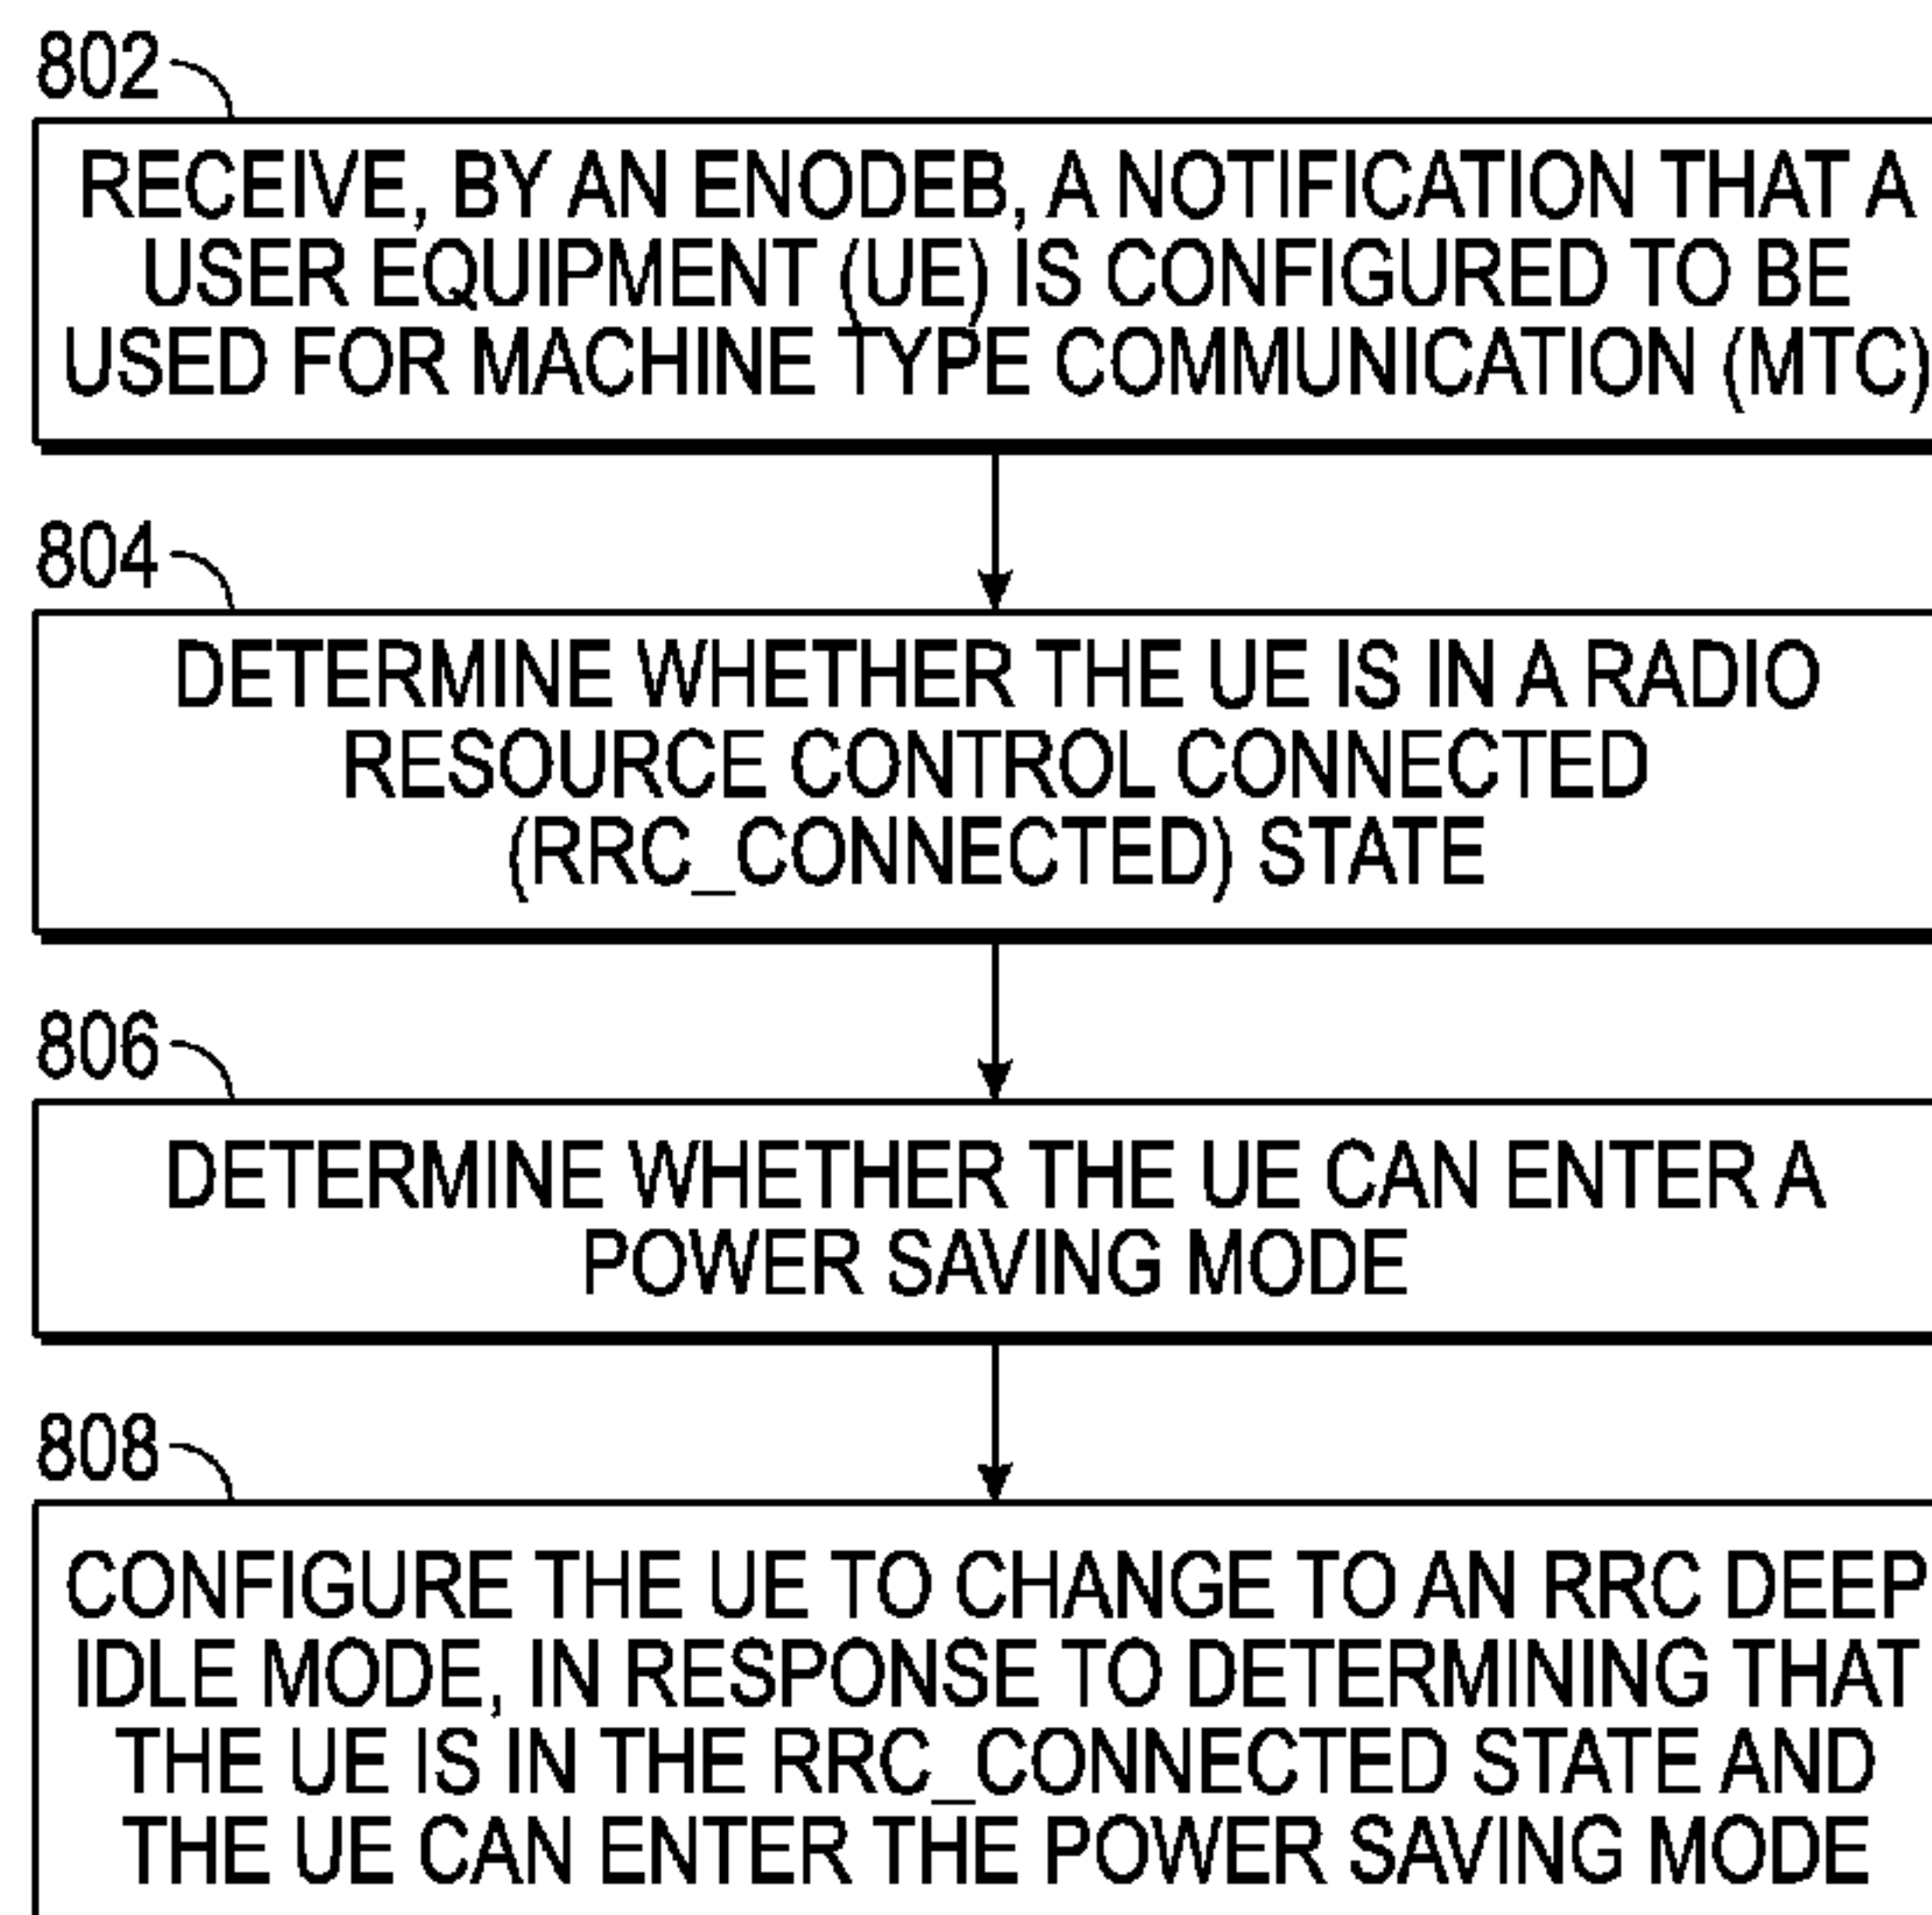 802
RECEIVE, BY AN ENODEB, A NOTIFICATION THAT A
USER EQUIPMENT (UE) IS CONFIGURED TO BE
USED FOR MACHINE TYPE COMMUNICATION (MTC)
804
DETERMINE WHETHER THE UE IS IN A RADIO
RESOURCE CONTROL CONNECTED
(RRC_CONNECTED) STATE
806
DETERMINE WHETHER THE UE CAN ENTER A
POWER SAVING MODE
808
CONFIGURE THE UE TO CHANGE TO AN RRC DEEP
IDLE MODE, IN RESPONSE TO DETERMINING THAT
THE UE IS IN THE RRC_CONNECTED STATE AND
THE UE CAN ENTER THE POWER SAVING MODE